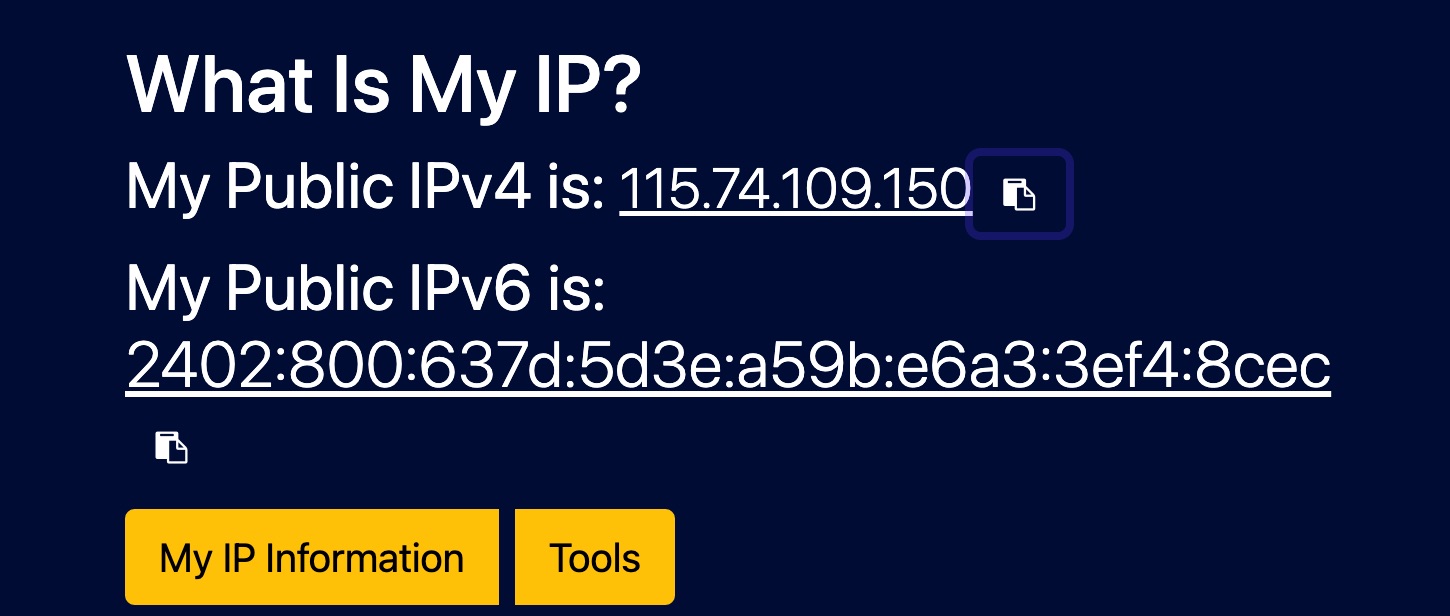 What Is My IP?
My Public IPv4 is: 115.74.109.150
My Public IPv6 is:
2402:800:637d:5d3e:a59b:e6a3:3ef4:8cec
My IP Information
Tools